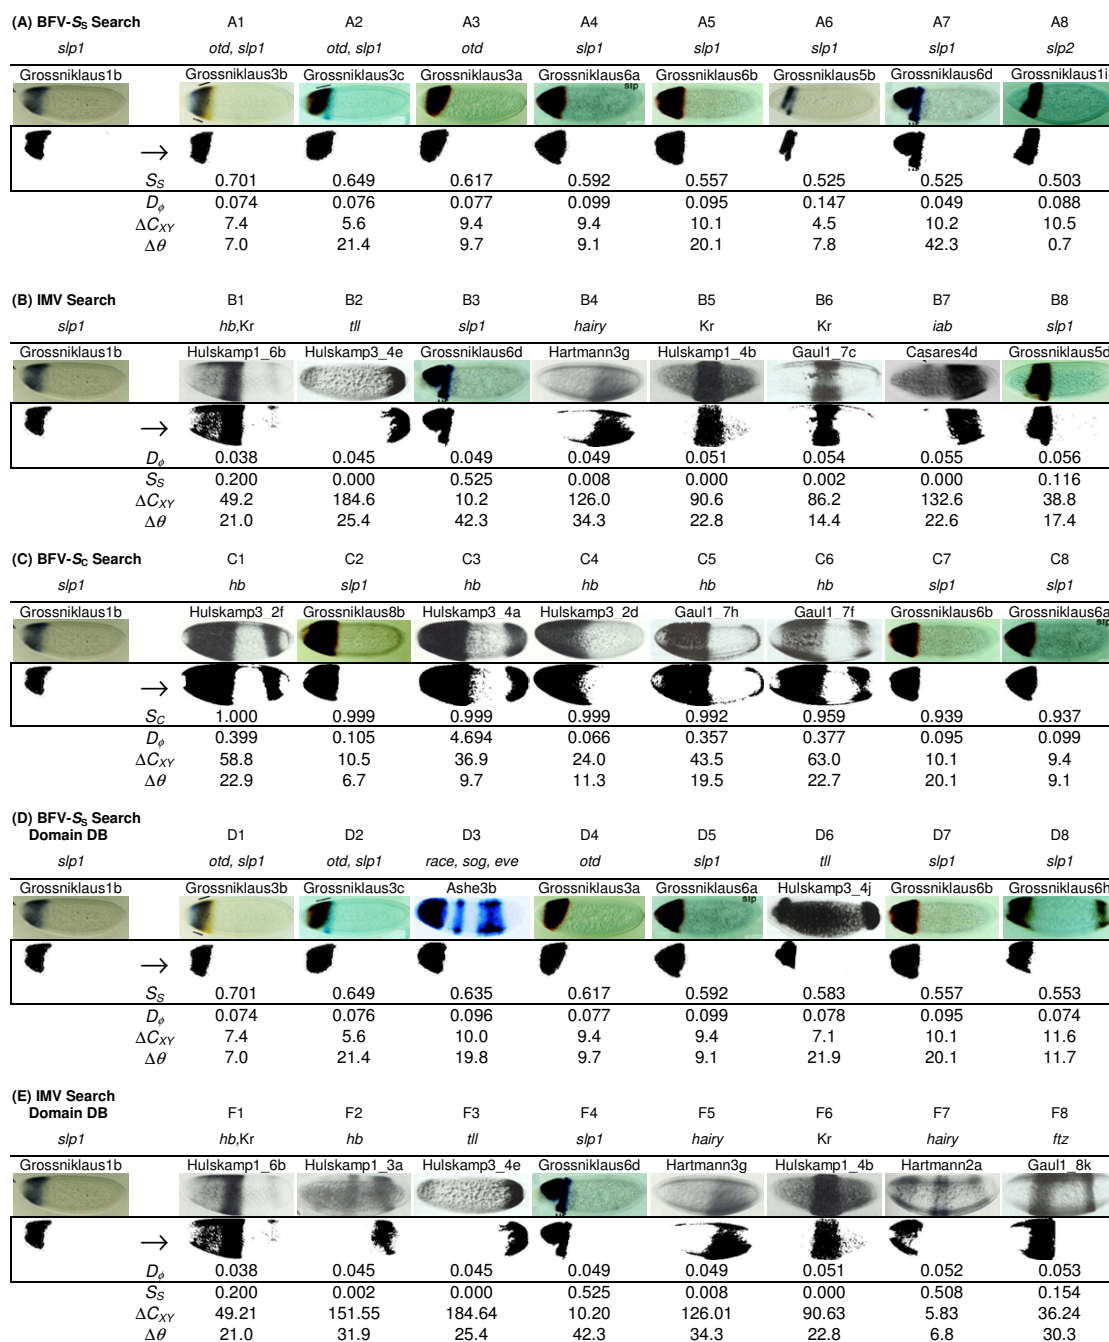 (A) BFV-SS Search A1 A2 A3 A4 A5 A6 A7 A8
slp1 otd, slp1 otd, slp1 otd slp1 slp1 slp1 slp1 slp2
Grossniklaus1b Grossniklaus3b Grossniklaus3c Grossniklaus3a Grossniklaus6a Grossniklaus6b Grossniklaus5b Grossniklaus6d Grossniklaus1i
slp
→
SS 0.701 0.649 0.617 0.592 0.557 0.525 0.525 0.503
Dϕ 0.074 0.076 0.077 0.099 0.095 0.147 0.049 0.088
ΔCXY 7.4 5.6 9.4 9.4 10.1 4.5 10.2 10.5
Δθ 7.0 21.4 9.7 9.1 20.1 7.8 42.3 0.7
(B) IMV Search B1 B2 B3 B4 B5 B6 B7 B8
slp1 hb,Kr tll slp1 hairy Kr Kr iab slp1
Grossniklaus1b Hulskamp1_6b Hulskamp3_4e Grossniklaus6d Hartmann3g Hulskamp1_4b Gaul1_7c Casares4d Grossniklaus5d
→
Dϕ 0.038 0.045 0.049 0.049 0.051 0.054 0.055 0.056
SS 0.200 0.000 0.525 0.008 0.000 0.002 0.000 0.116
ΔCXY 49.2 184.6 10.2 126.0 90.6 86.2 132.6 38.8
Δθ 21.0 25.4 42.3 34.3 22.8 14.4 22.6 17.4
(C) BFV-SC Search C1 C2 C3 C4 C5 C6 C7 C8
slp1 hb slp1 hb hb hb hb slp1 slp1
Grossniklaus1b Hulskamp3_2f Grossniklaus8b Hulskamp3_4a Hulskamp3_2d Gaul1_7h Gaul1_7f Grossniklaus6b Grossniklaus6a
slp
→
SC 1.000 0.999 0.999 0.999 0.992 0.959 0.939 0.937
Dϕ 0.399 0.105 4.694 0.066 0.357 0.377 0.095 0.099
ΔCXY 58.8 10.5 36.9 24.0 43.5 63.0 10.1 9.4
Δθ 22.9 6.7 9.7 11.3 19.5 22.7 20.1 9.1
(D) BFV-SS Search
Domain DB D1 D2 D3 D4 D5 D6 D7 D8
slp1 otd, slp1 otd, slp1 race, sog, eve otd slp1 tll slp1 slp1
Grossniklaus1b Grossniklaus3b Grossniklaus3c Ashe3b Grossniklaus3a Grossniklaus6a Hulskamp3_4j Grossniklaus6b Grossniklaus6h
slp
→
SS 0.701 0.649 0.635 0.617 0.592 0.583 0.557 0.553
Dϕ 0.074 0.076 0.096 0.077 0.099 0.078 0.095 0.074
ΔCXY 7.4 5.6 10.0 9.4 9.4 7.1 10.1 11.6
Δθ 7.0 21.4 19.8 9.7 9.1 21.9 20.1 11.7
(E) IMV Search
Domain DB F1 F2 F3 F4 F5 F6 F7 F8
slp1 hb,Kr hb tll slp1 hairy Kr hairy ftz
Grossniklaus1b Hulskamp1_6b Hulskamp1_3a Hulskamp3_4e Grossniklaus6d Hartmann3g Hulskamp1_4b Hartmann2a Gaul1_8k
→
Dϕ 0.038 0.045 0.045 0.049 0.049 0.051 0.052 0.053
SS 0.200 0.002 0.000 0.525 0.008 0.000 0.508 0.154
ΔCXY 49.21 151.55 184.64 10.20 126.01 90.63 5.83 36.24
Δθ 21.0 31.9 25.4 42.3 34.3 22.8 6.8 30.3